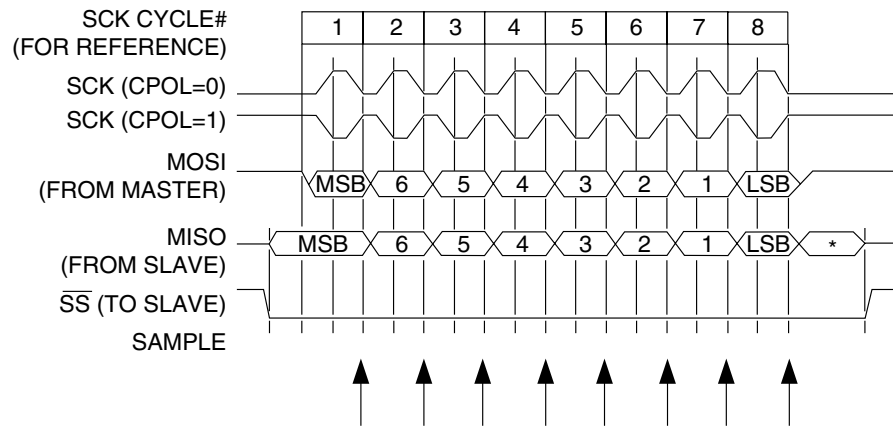 SCK CYCLE#
(FOR REFERENCE)
1 2 3 4 5 6 7 8
SCK (CPOL=0)
SCK (CPOL=1)
MOSI
(FROM MASTER)
MSB 6 5 4 3 2 1 LSB
MISO
(FROM SLAVE)
MSB 6 5 4 3 2 1 LSB *
SS (TO SLAVE)
SAMPLE